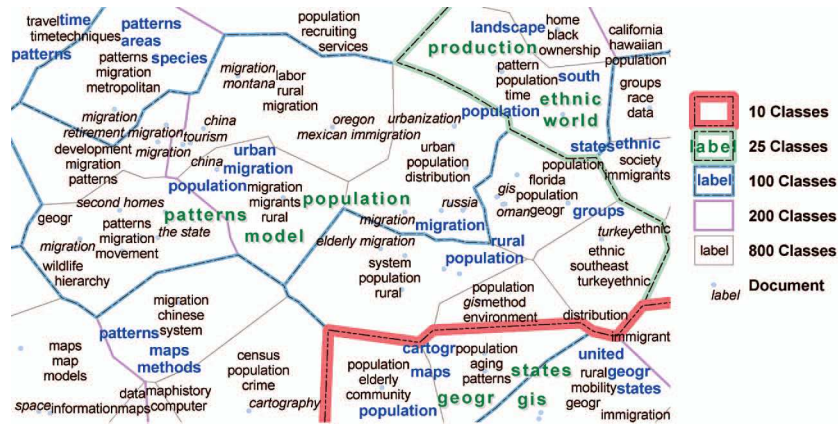 travel time
timetechniques
patterns
patterns
areas
species
patterns
migration
metropolitan
population
recruiting
services
migration
montana
labor
rural
migration
landscape
production
home
black
ownership
california
hawaiian
population
pattern
population
time
south
population
ethnic
world
groups
race
data
migration
retirement migration
china
tourism
migration
development
migration
patterns
china
oregon
mexican immigration
urbanization
urban
migration
population
urban
population
distribution
states ethnic
society
immigrants
population
florida
population
geogr
gis
oman
groups
second homes
geogr
patterns
migration
movement
the state
migration
wildlife
hierarchy
migration
migrants
rural
population
patterns
model
russia
migration
migration
elderly migration
rural
population
system
population
rural
turkey ethnic
ethnic
southeast
turkeyethnic
population
gismethod
environment
distribution
immigrant
migration
chinese
system
patterns
maps
methods
maps
map
models
census
population
crime
cartography
space informationmaps
datamaphistory
computer
cartogr population
maps
aging
patterns
population
elderly
community
population
states
geogr gis
united
rural geogr
mobility states
geogr
immigration
10 Classes
label 25 Classes
label 100 Classes
200 Classes
label 800 Classes
label Document